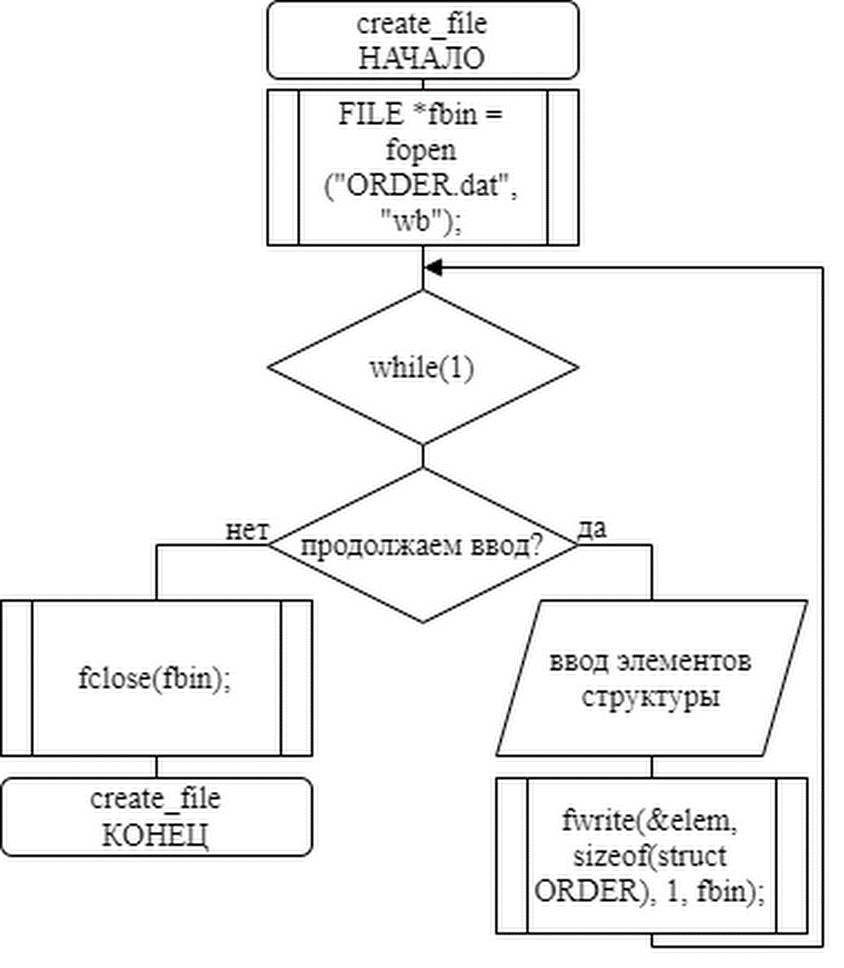 create_file
НАЧАЛО
FILE *fbin =
fopen
("ORDER.dat",
"wb");
while(1)
нет
продолжаем ввод?
да
fclose(fbin);
create_file
КОНЕЦ
ввод элементов
структуры
fwrite(&elem,
sizeof(struct
ORDER), 1, fbin);